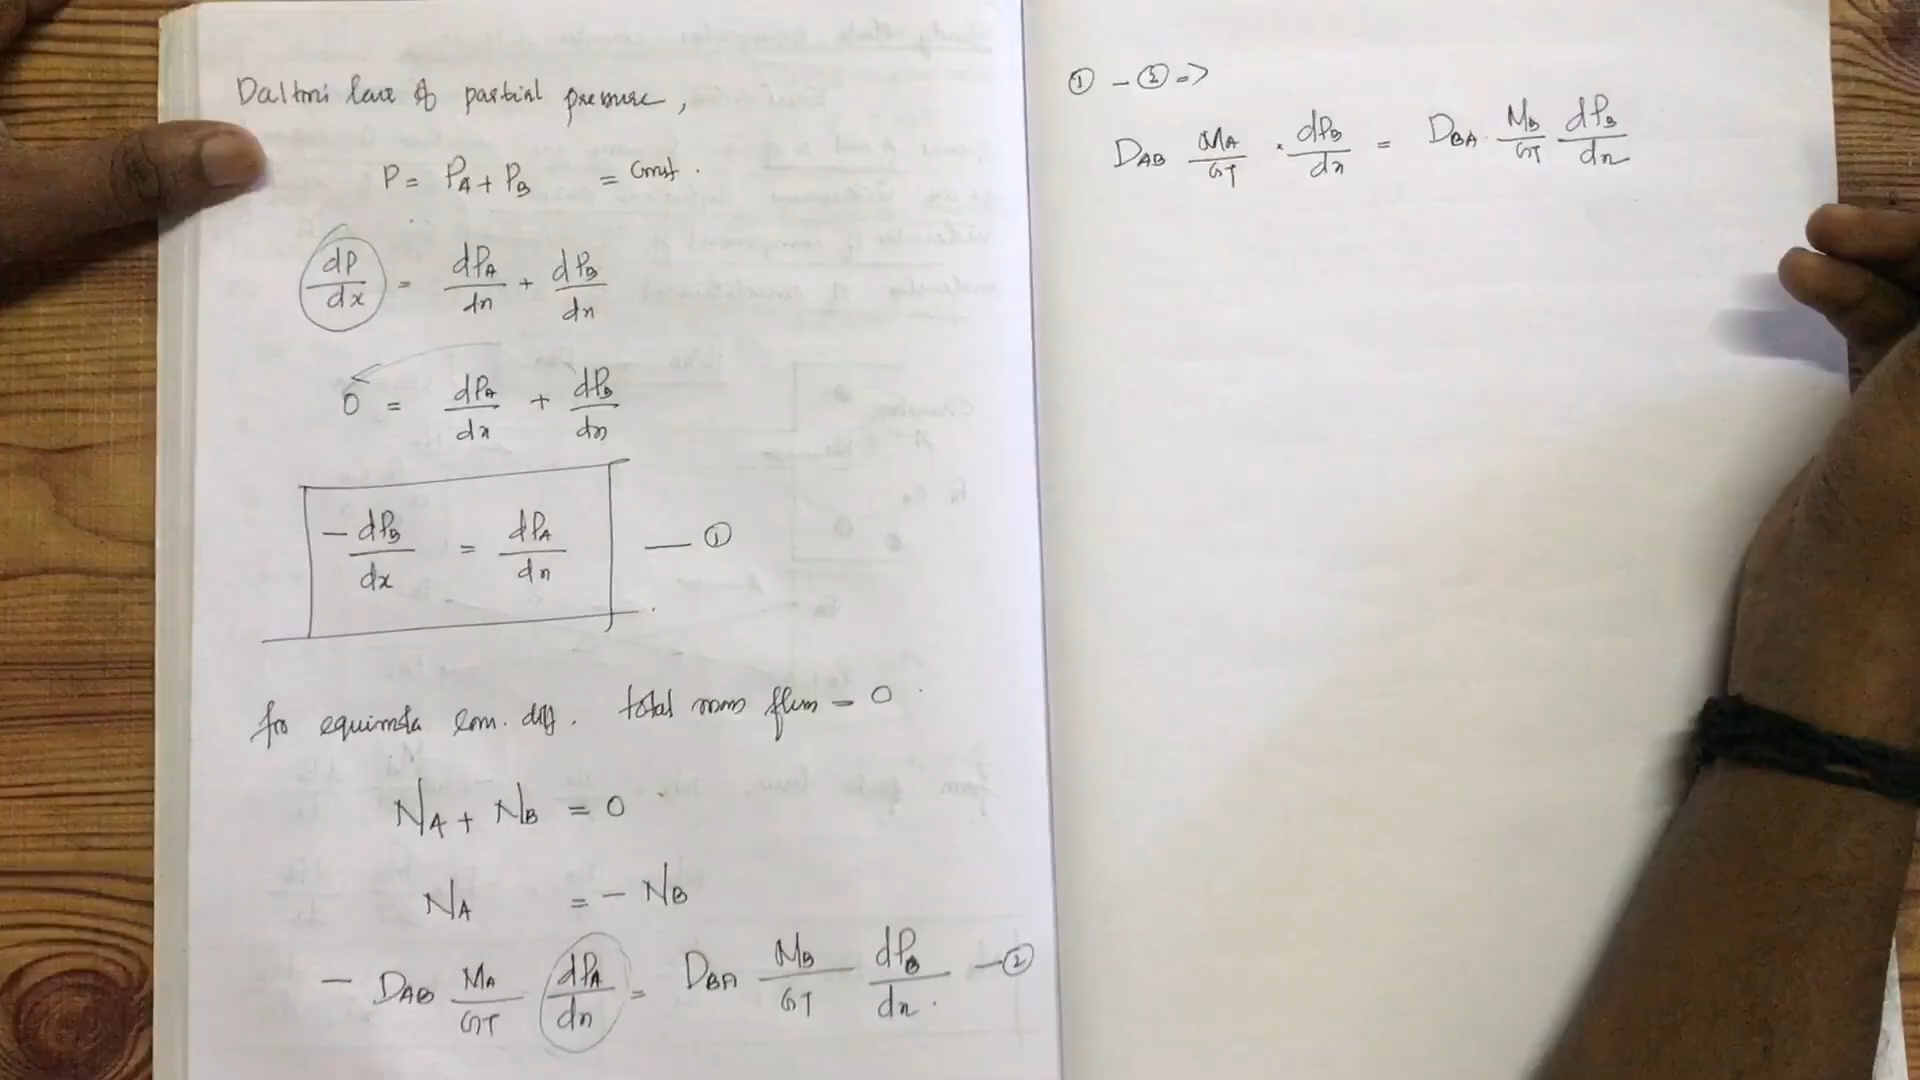 Dalton's law of partial pressure,
P = PA + PB = const.
dP/dx = dPA/dx + dPB/dx
0 = dPA/dx + dPB/dx
- dPB/dx = dPA/dx — ①
for equimola con. diff. total mass flux = 0
NA + NB = 0
NA = - NB
- DAB MA/GT dPA/dx = DBA MB/GT dPB/dx — ②
① - ② =>
DAB MA/GT . dPB/dx = DBA . MB/GT dPB/dx